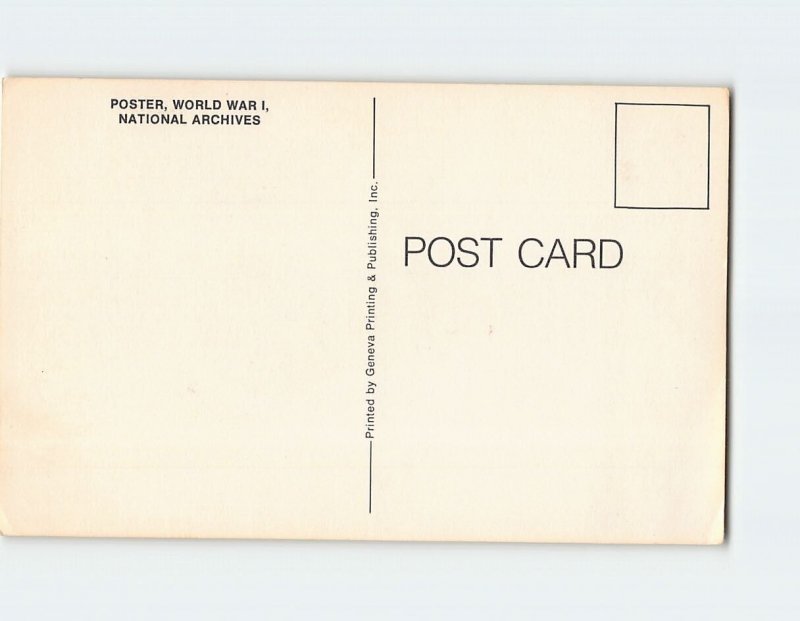 POSTER, WORLD WAR I,
NATIONAL ARCHIVES
Printed by Geneva Printing & Publishing, Inc.
POST CARD